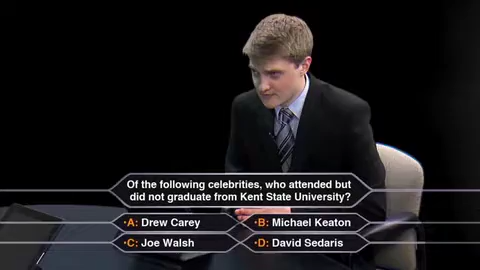 Of the following celebrities, who attended but
did not graduate from Kent State University?
•A: Drew Carey
•B: Michael Keaton
•C: Joe Walsh
•D: David Sedaris